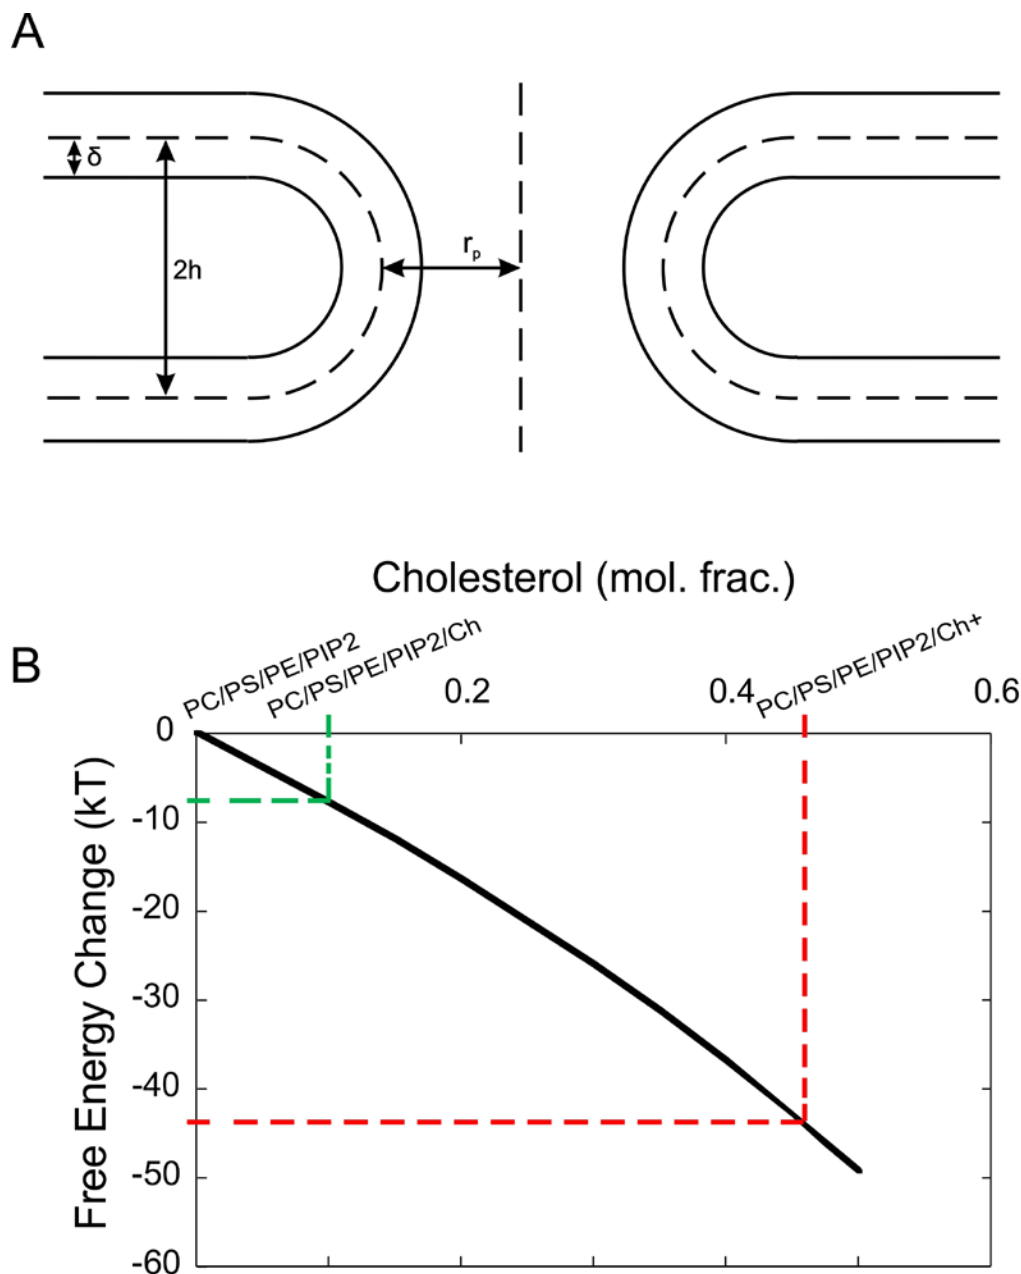 A
δ
2h
rp
Cholesterol (mol. frac.)
B
PC/PS/PE/PIP2
PC/PS/PE/PIP2/Ch
0.2
0.4
PC/PS/PE/PIP2/Ch+
0.6
Free Energy Change (kT)
0
-10
-20
-30
-40
-50
-60